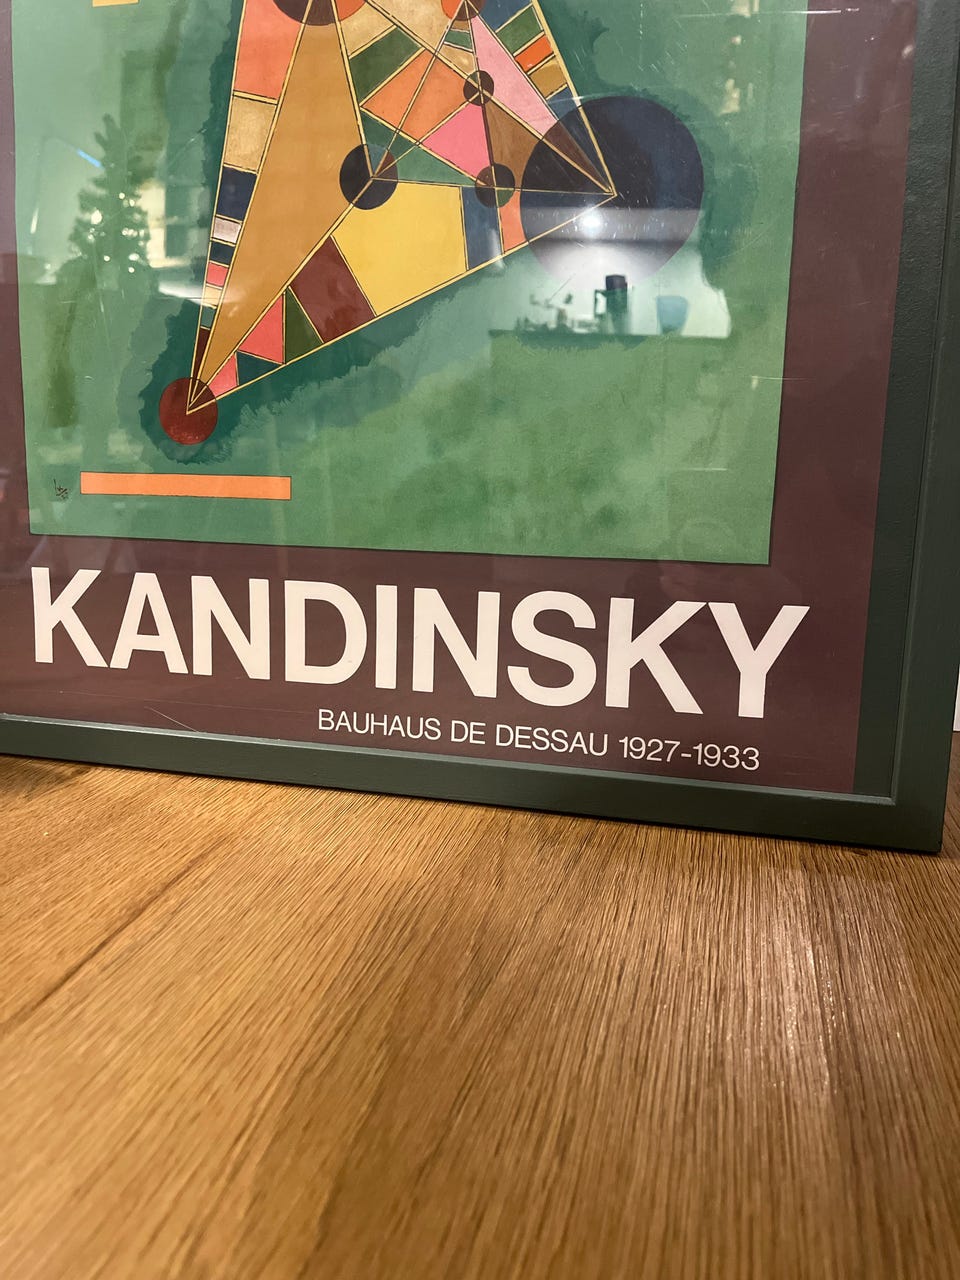 KANDINSKY
BAUHAUS DE DESSAU 1927-1933